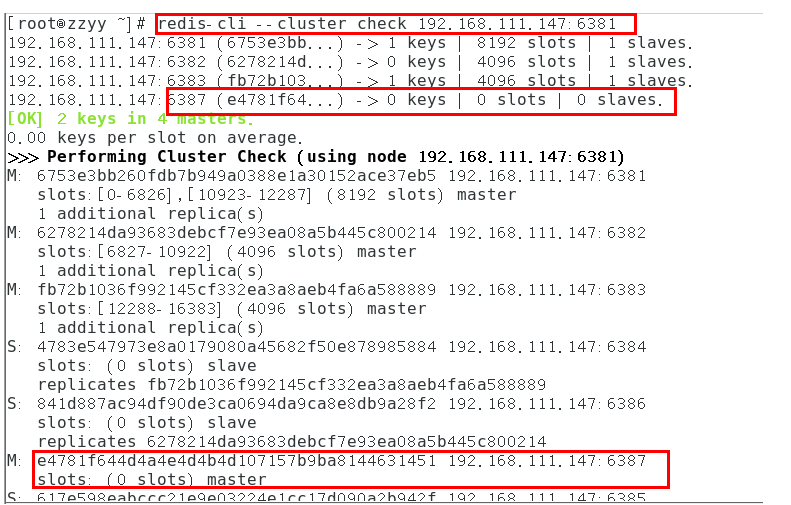 [root@zzyy ~]# redis-cli --cluster check 192.168.111.147:6381
192.168.111.147:6381 (6753e3bb...) -> 1 keys | 8192 slots | 1 slaves.
192.168.111.147:6382 (6278214d...) -> 0 keys | 4096 slots | 1 slaves.
192.168.111.147:6383 (fb72b103...) -> 1 keys | 4096 slots | 1 slaves.
192.168.111.147:6387 (e4781f64...) -> 0 keys | 0 slots | 0 slaves.
[OK] 2 keys in 4 masters.
0.00 keys per slot on average.
>>> Performing Cluster Check (using node 192.168.111.147:6381)
M: 6753e3bb260fdb7b949a0388e1a30152ace37eb5 192.168.111.147:6381
slots:[0-6826],[10923-12287] (8192 slots) master
1 additional replica(s)
M: 6278214da93683debcf7e93ea08a5b445c800214 192.168.111.147:6382
slots:[6827-10922] (4096 slots) master
1 additional replica(s)
M: fb72b1036f992145cf332ea3a8aeb4fa6a588889 192.168.111.147:6383
slots:[12288-16383] (4096 slots) master
1 additional replica(s)
S: 4783e547973e8a0179080a45682f50e878985884 192.168.111.147:6384
slots: (0 slots) slave
replicates fb72b1036f992145cf332ea3a8aeb4fa6a588889
S: 841d887ac94df90de3ca0694da9ca8e8db9a28f2 192.168.111.147:6386
slots: (0 slots) slave
replicates 6278214da93683debcf7e93ea08a5b445c800214
M: e4781f644d4a4e4d4b4d107157b9ba8144631451 192.168.111.147:6387
slots: (0 slots) master
S: 617e598eabccc21e9e03224e1cc17d090a2b942f 192.168.111.147:6385